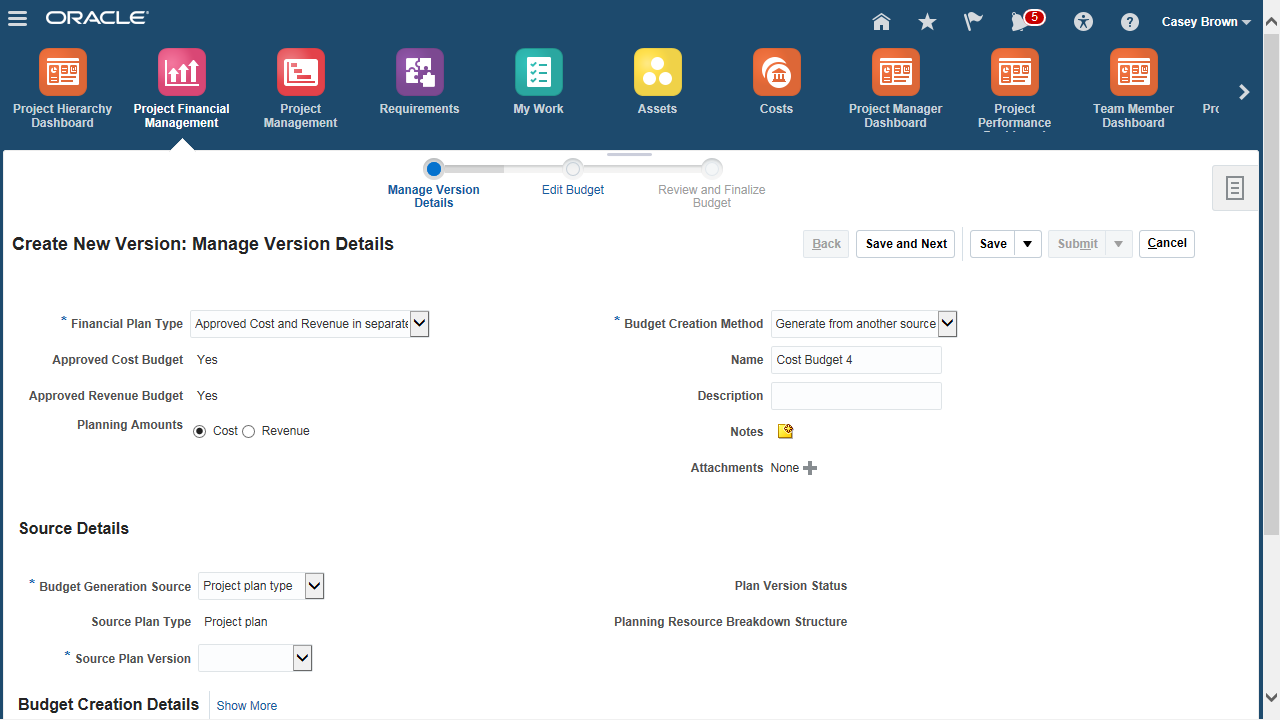 ORACLE
5
Casey Brown
Project Hierarchy
Dashboard
Project Financial
Management
Project
Management
Requirements
My Work
Assets
Costs
Project Manager
Dashboard
Project
Performance
Team Member
Dashboard
Pro
Manage Version
Details
Edit Budget
Review and Finalize
Budget
Create New Version: Manage Version Details
Back
Save and Next
Save
Submit
Cancel
* Financial Plan Type
Approved Cost and Revenue in separate
Approved Cost Budget
Yes
Approved Revenue Budget
Yes
Planning Amounts
Cost
Revenue
* Budget Creation Method
Generate from another source
Name
Cost Budget 4
Description
Notes
Attachments
None
Source Details
* Budget Generation Source
Project plan type
Source Plan Type
Project plan
* Source Plan Version
Plan Version Status
Planning Resource Breakdown Structure
Budget Creation Details
Show More